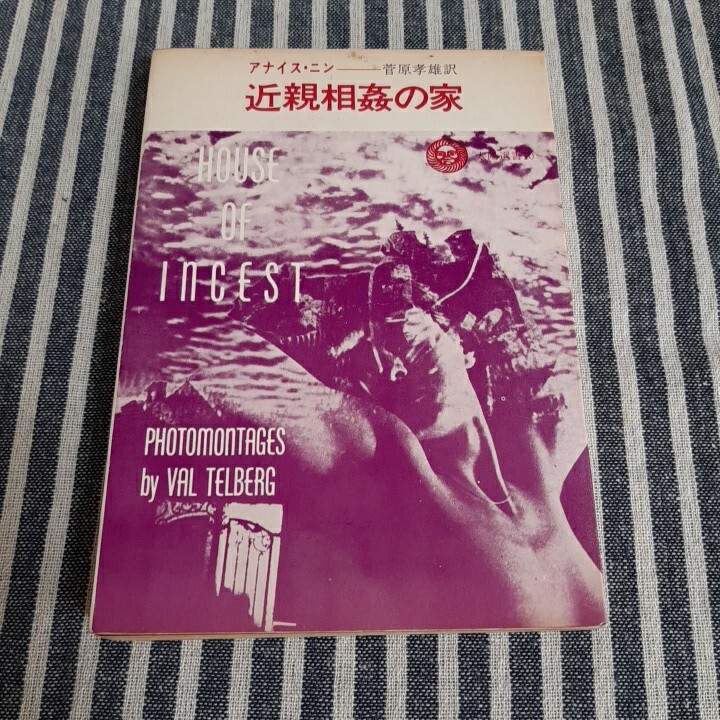 アナイス・ニン――菅原孝雄訳
近親相姦の家
HOUSE
OF
INCEST
PHOTOMONTAGES
by VAL TELBERG